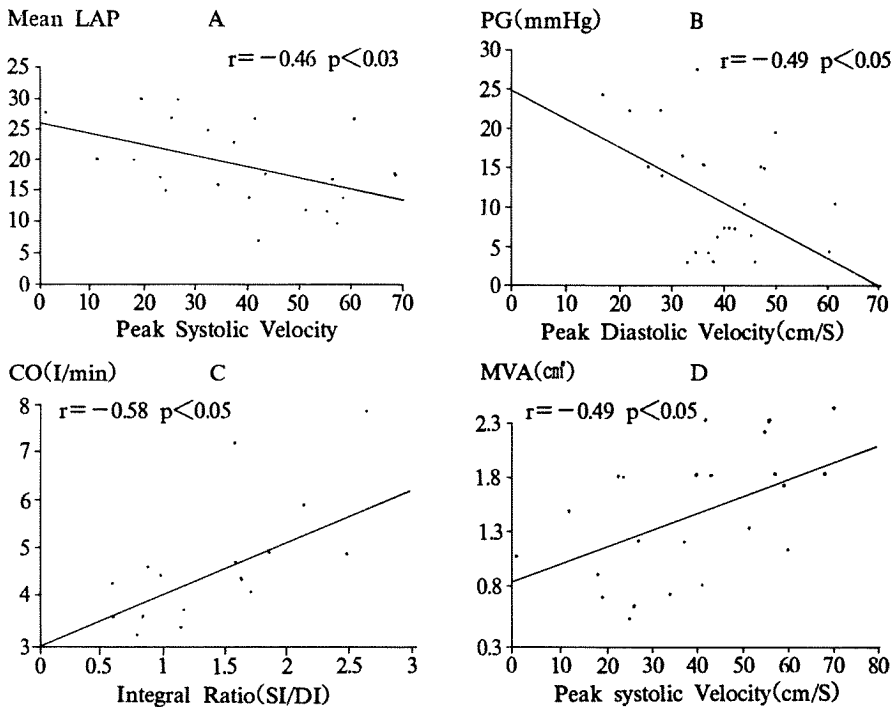 Mean LAP A
r=-0.46 p<0.03
25
30
25
20
15
10
5
0
0 10 20 30 40 50 60 70
Peak Systolic Velocity
PG(mmHg) B
r=-0.49 p<0.05
30
25
20
15
10
5
0
0 10 20 30 40 50 60 70
Peak Diastolic Velocity(cm/S)
CO(I/min) C
r=-0.58 p<0.05
8
7
6
5
4
3
0 0.5 1 1.5 2 2.5 3
Integral Ratio(SI/DI)
MVA(㎠) D
r=-0.49 p<0.05
2.3
1.8
1.3
0.8
0.3
0 10 20 30 40 50 60 70 80
Peak systolic Velocity(cm/S)